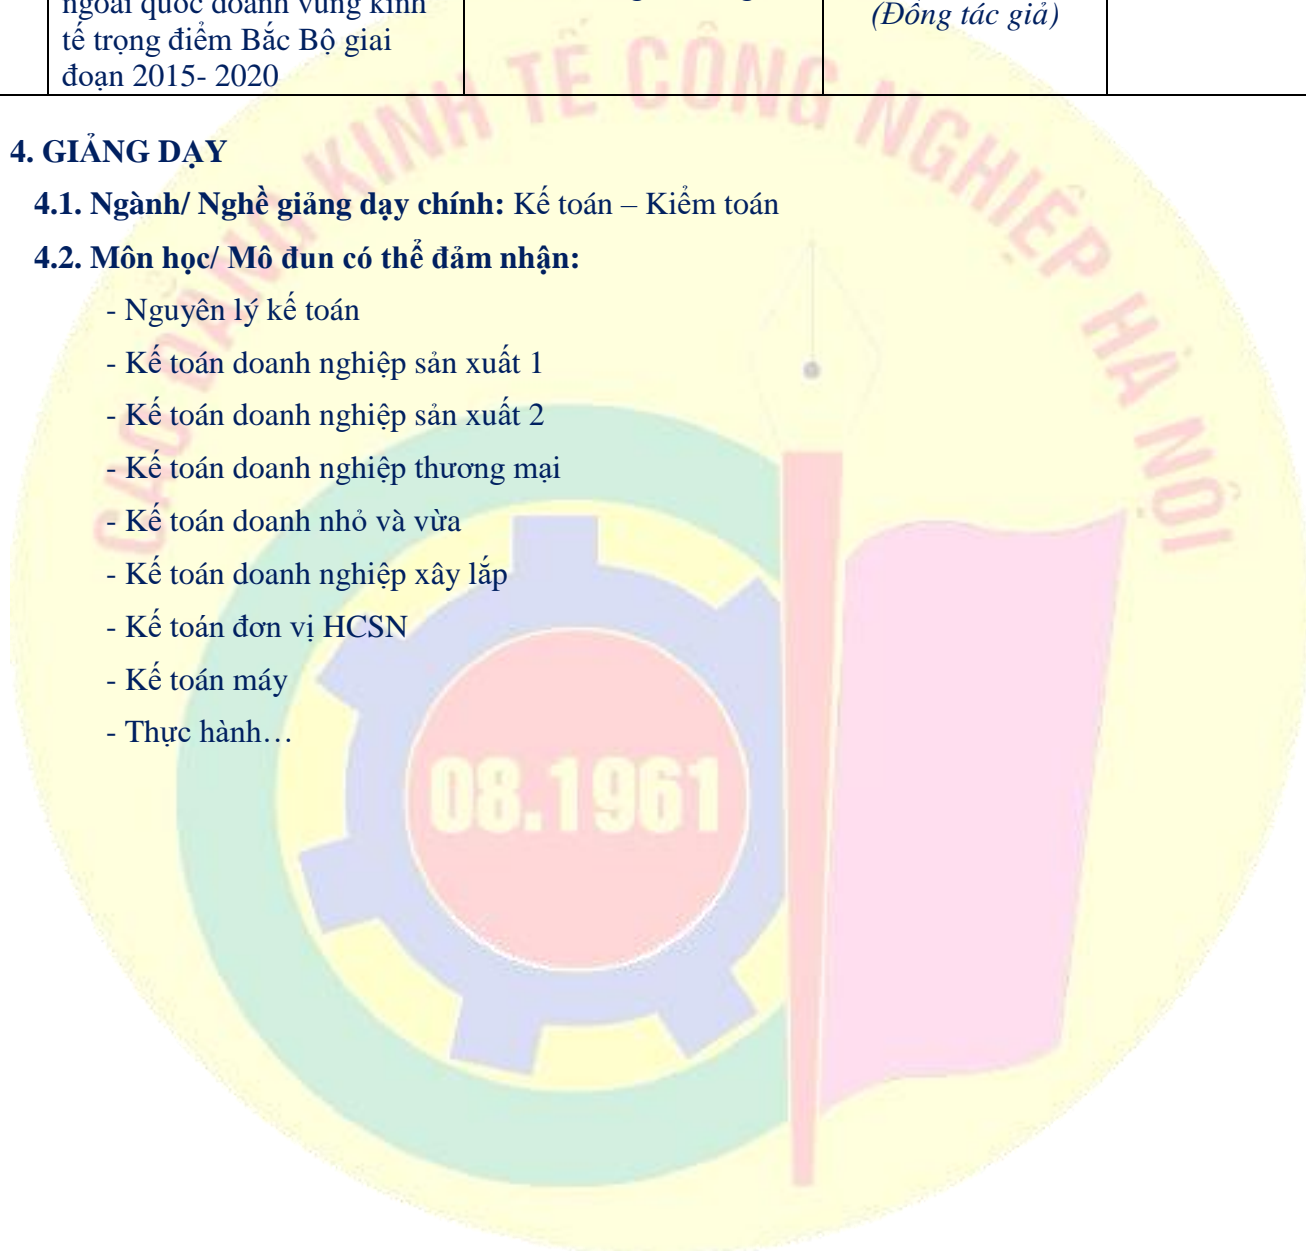 ngoài quốc doanh vùng kinh
tế trọng điểm Bắc Bộ giai
đoạn 2015- 2020
(Đồng tác giả)
4. GIẢNG DẠY
4.1. Ngành/ Nghề giảng dạy chính: Kế toán – Kiểm toán
4.2. Môn học/ Mô đun có thể đảm nhận:
- Nguyên lý kế toán
- Kế toán doanh nghiệp sản xuất 1
- Kế toán doanh nghiệp sản xuất 2
- Kế toán doanh nghiệp thương mại
- Kế toán doanh nhỏ và vừa
- Kế toán doanh nghiệp xây lắp
- Kế toán đơn vị HCSN
- Kế toán máy
- Thực hành…
CAO ĐẲNG KINH TẾ CÔNG NGHIỆP HÀ NỘI
08.1961